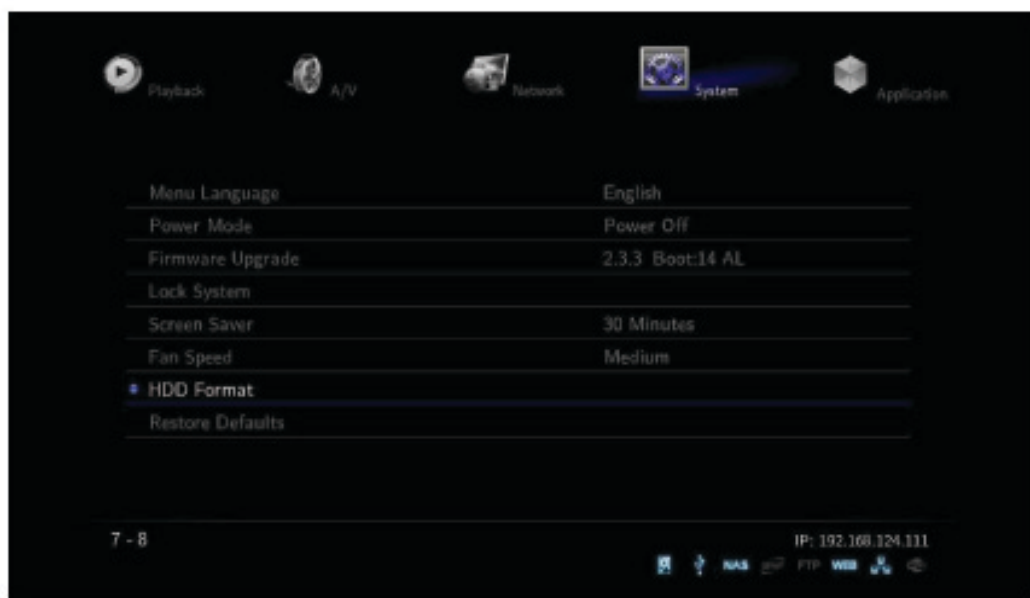 Playback
A/V
Network
System
Application
Menu Language English
Power Mode Power Off
Firmware Upgrade 2.3.3 Boot:14 AL
Lock System
Screen Saver 30 Minutes
Fan Speed Medium
HDD Format
Restore Defaults
7 - 8
IP: 192.168.124.111
NAS FTP WEB